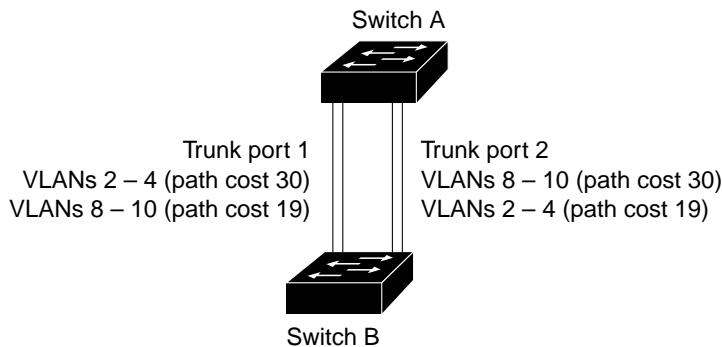 Switch A
Trunk port 1
VLANs 2 – 4 (path cost 30)
VLANs 8 – 10 (path cost 19)
Trunk port 2
VLANs 8 – 10 (path cost 30)
VLANs 2 – 4 (path cost 19)
Switch B